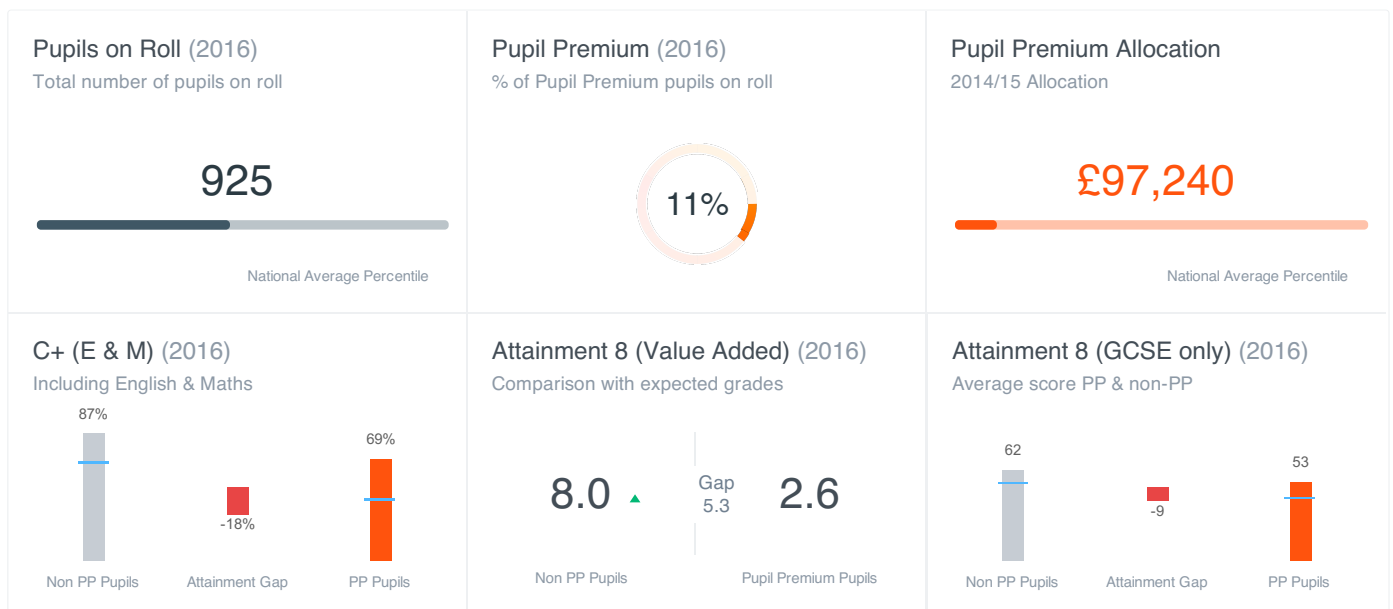 Pupils on Roll (2016)
Total number of pupils on roll
925
National Average Percentile
Pupil Premium (2016)
% of Pupil Premium pupils on roll
11%
Pupil Premium Allocation
2014/15 Allocation
£97,240
National Average Percentile
C+ (E & M) (2016)
Including English & Maths
87%
69%
-18%
Non PP Pupils
Attainment Gap
PP Pupils
Attainment 8 (Value Added) (2016)
Comparison with expected grades
8.0
Gap
5.3
2.6
Non PP Pupils
Pupil Premium Pupils
Attainment 8 (GCSE only) (2016)
Average score PP & non-PP
62
53
-9
Non PP Pupils
Attainment Gap
PP Pupils